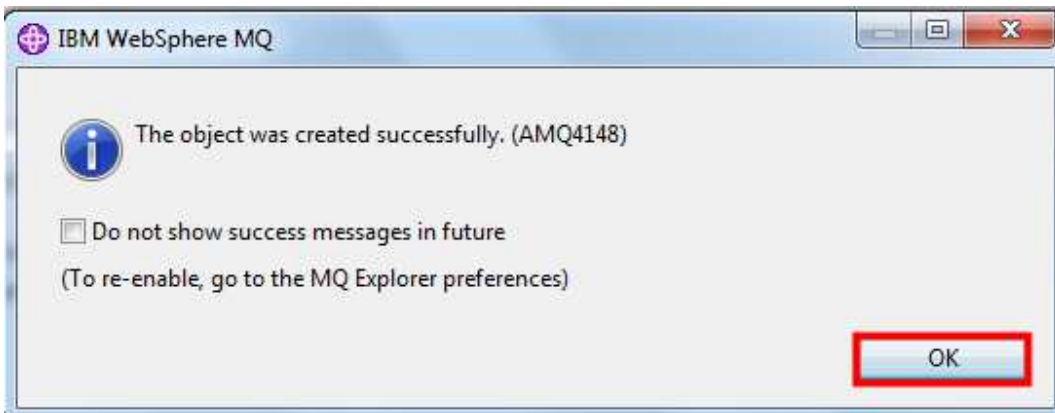 IBM WebSphere MQ
The object was created successfully. (AMQ4148)
Do not show success messages in future
(To re-enable, go to the MQ Explorer preferences)
OK